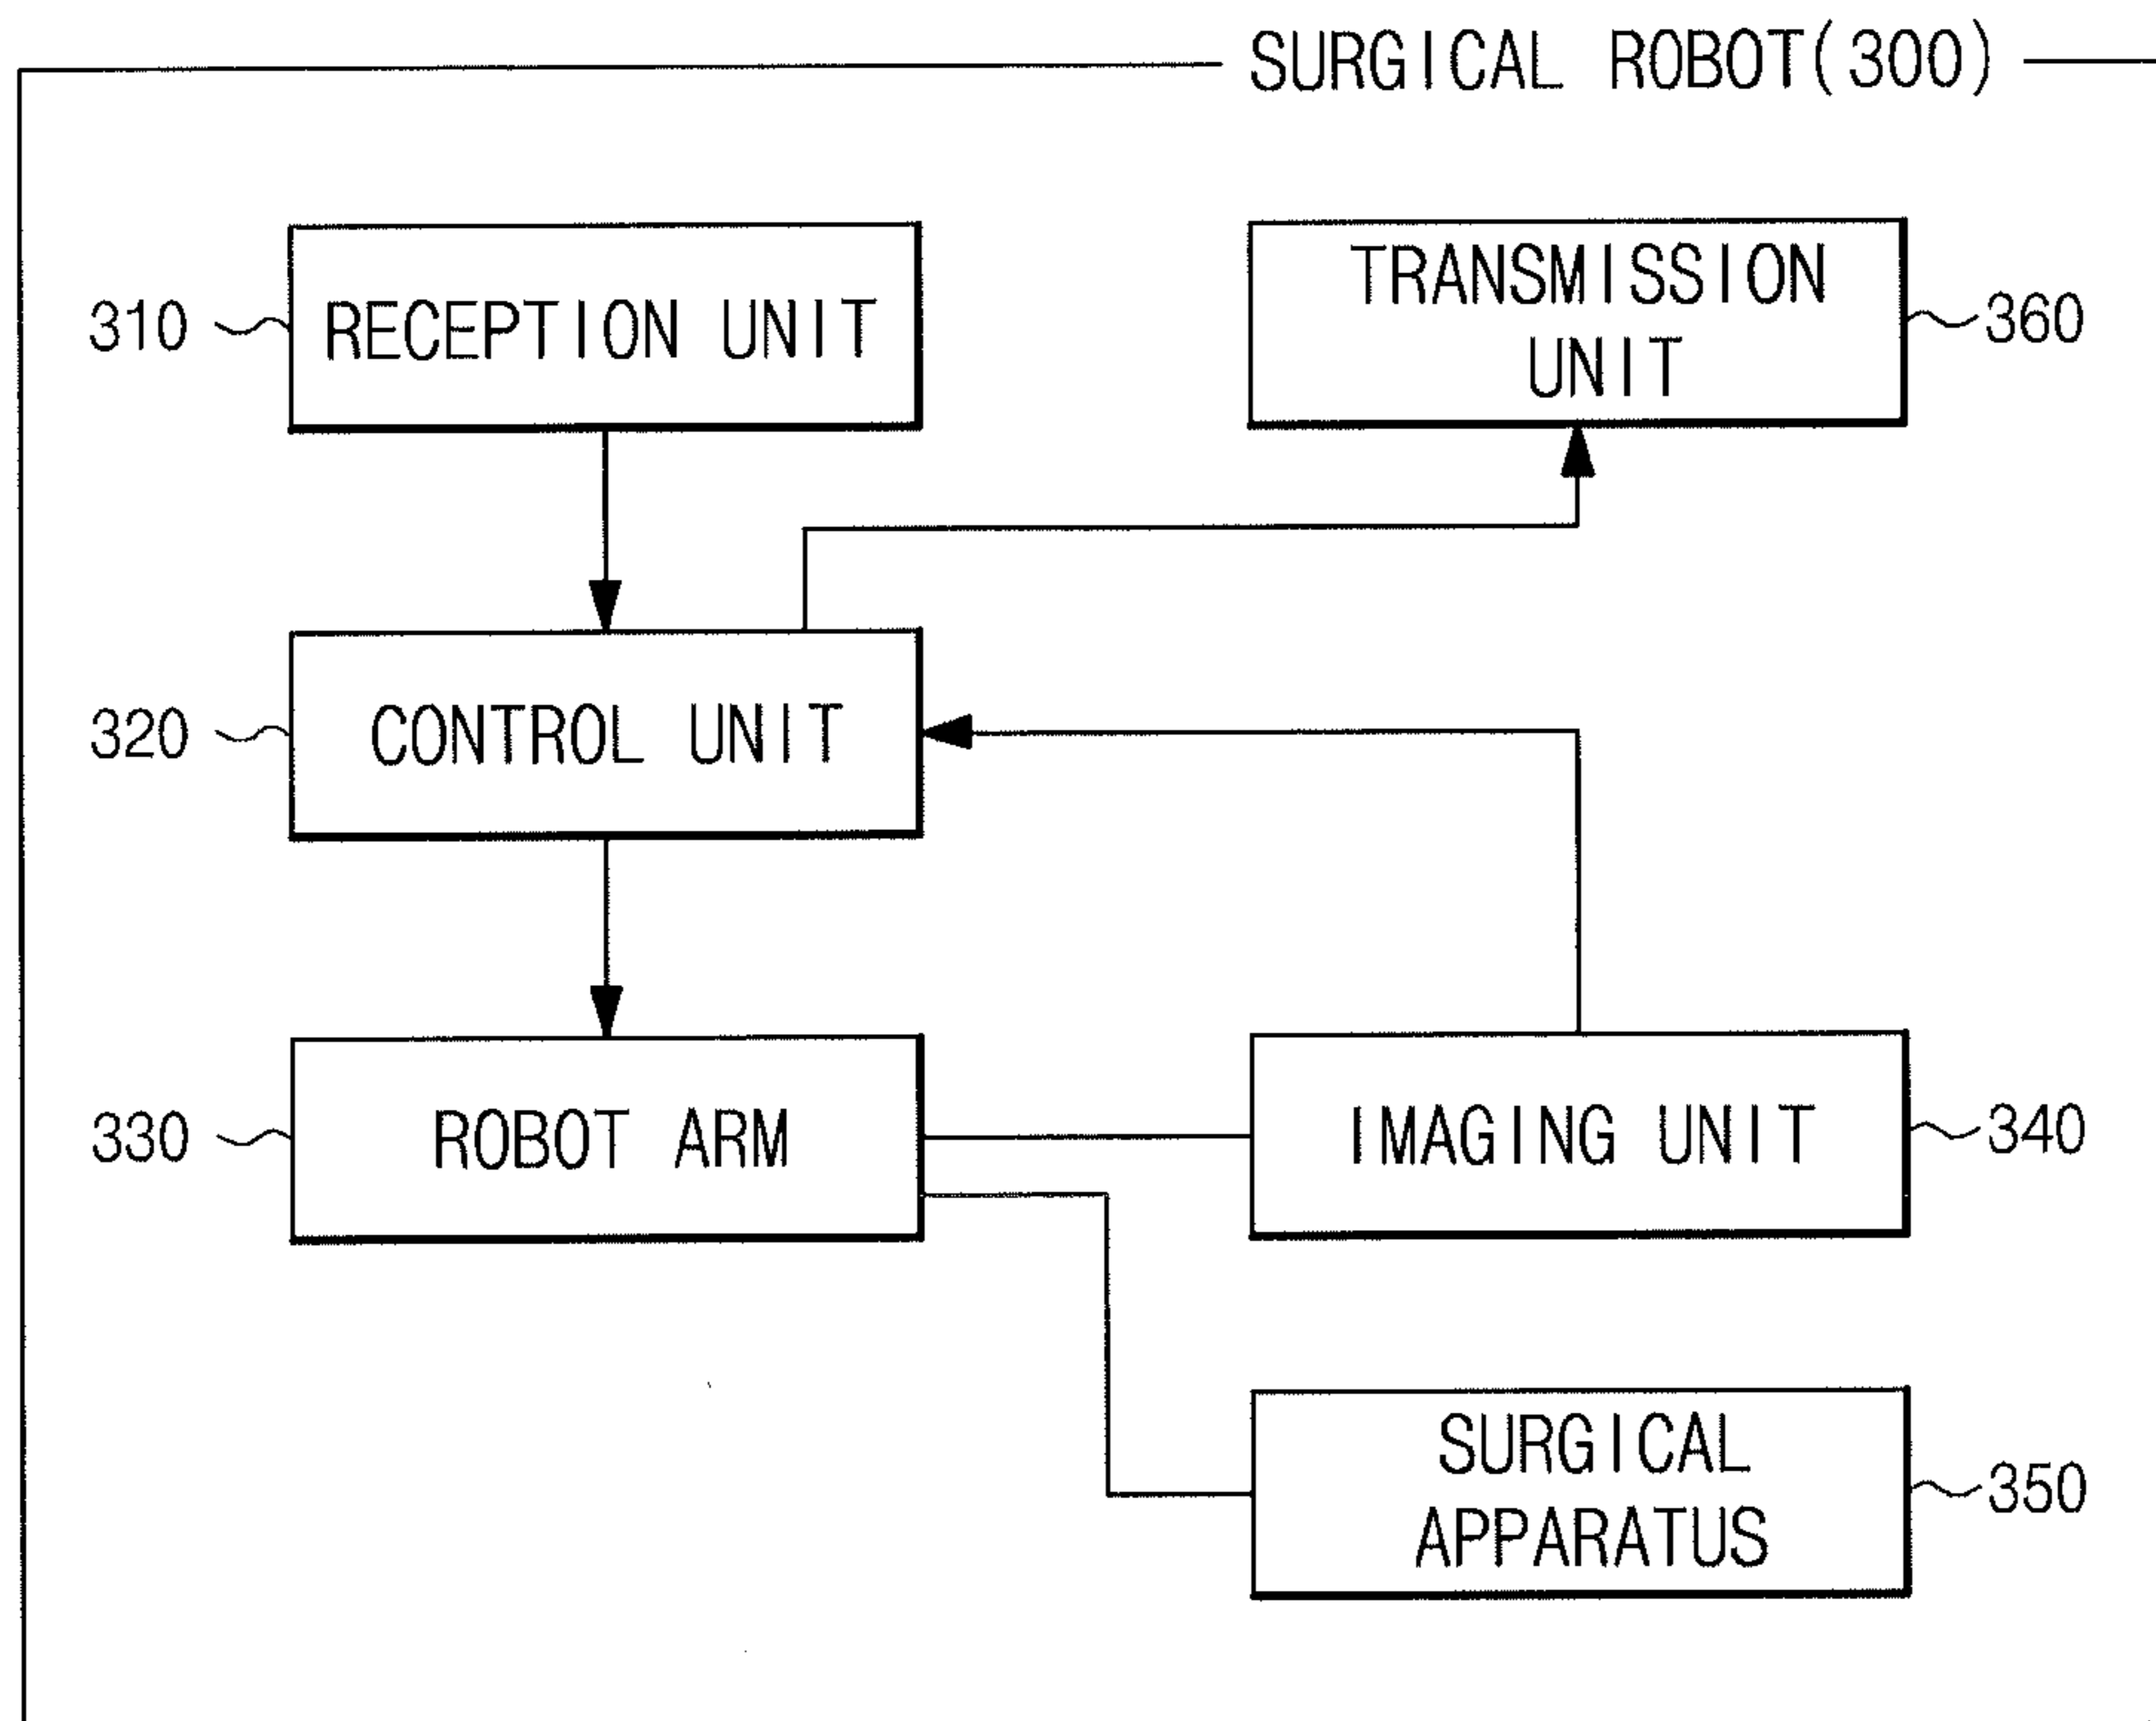 SURGICAL ROBOT(300)
310
RECEPTION UNIT
TRANSMISSION
UNIT
360
320
CONTROL UNIT
330
ROBOT ARM
IMAGING UNIT
340
SURGICAL
APPARATUS
350